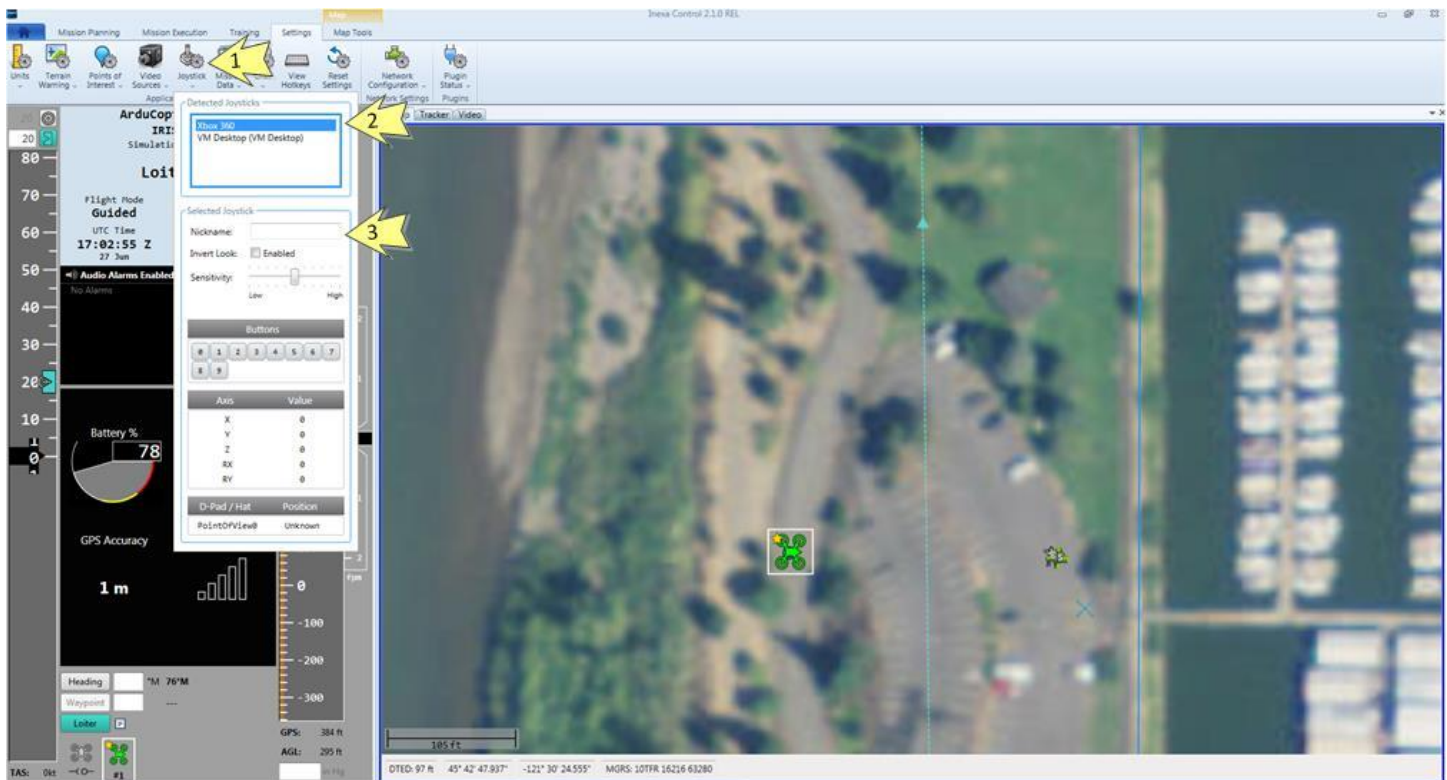 Map
Inexa Control 2.1.0 REL
Mission Planning Mission Execution Training Settings Map Tools
1
Units Terrain Warning Points of Interest Video Sources Joystick Data View Hotkeys Reset Settings Network Configuration Plugin Status
Network Settings Plugins
Detected Joysticks
Xbox 360
VM Desktop (VM Desktop)
2
Tracker Video
20
ArduCop
IRIS
Simulatio
Loit
Flight Mode
Guided
UTC Time
17:02:55 Z
27 Jun
Audio Alarms Enabled
No Alarms
80
70
60
50
40
30
20
10
0
Selected Joystick
Nickname:
3
Invert Look: Enabled
Sensitivity:
Low High
Buttons
0 1 2 3 4 5 6 7
8 9
Axis Value
X 0
Y 0
Z 0
RX 0
RY 0
D-Pad / Hat Position
PointOfView0 Unknown
Battery %
78
GPS Accuracy
1 m
2
fpm
0
-100
-200
-300
Heading °M 76°M
Waypoint ---
Loiter P
GPS: 384 ft
AGL: 295 ft
in Hg
TAS: 0kt #1
105 ft
DTED: 97 ft 45° 42' 47.937" -121° 30' 24.555" MGRS: 10TFR 16216 63280